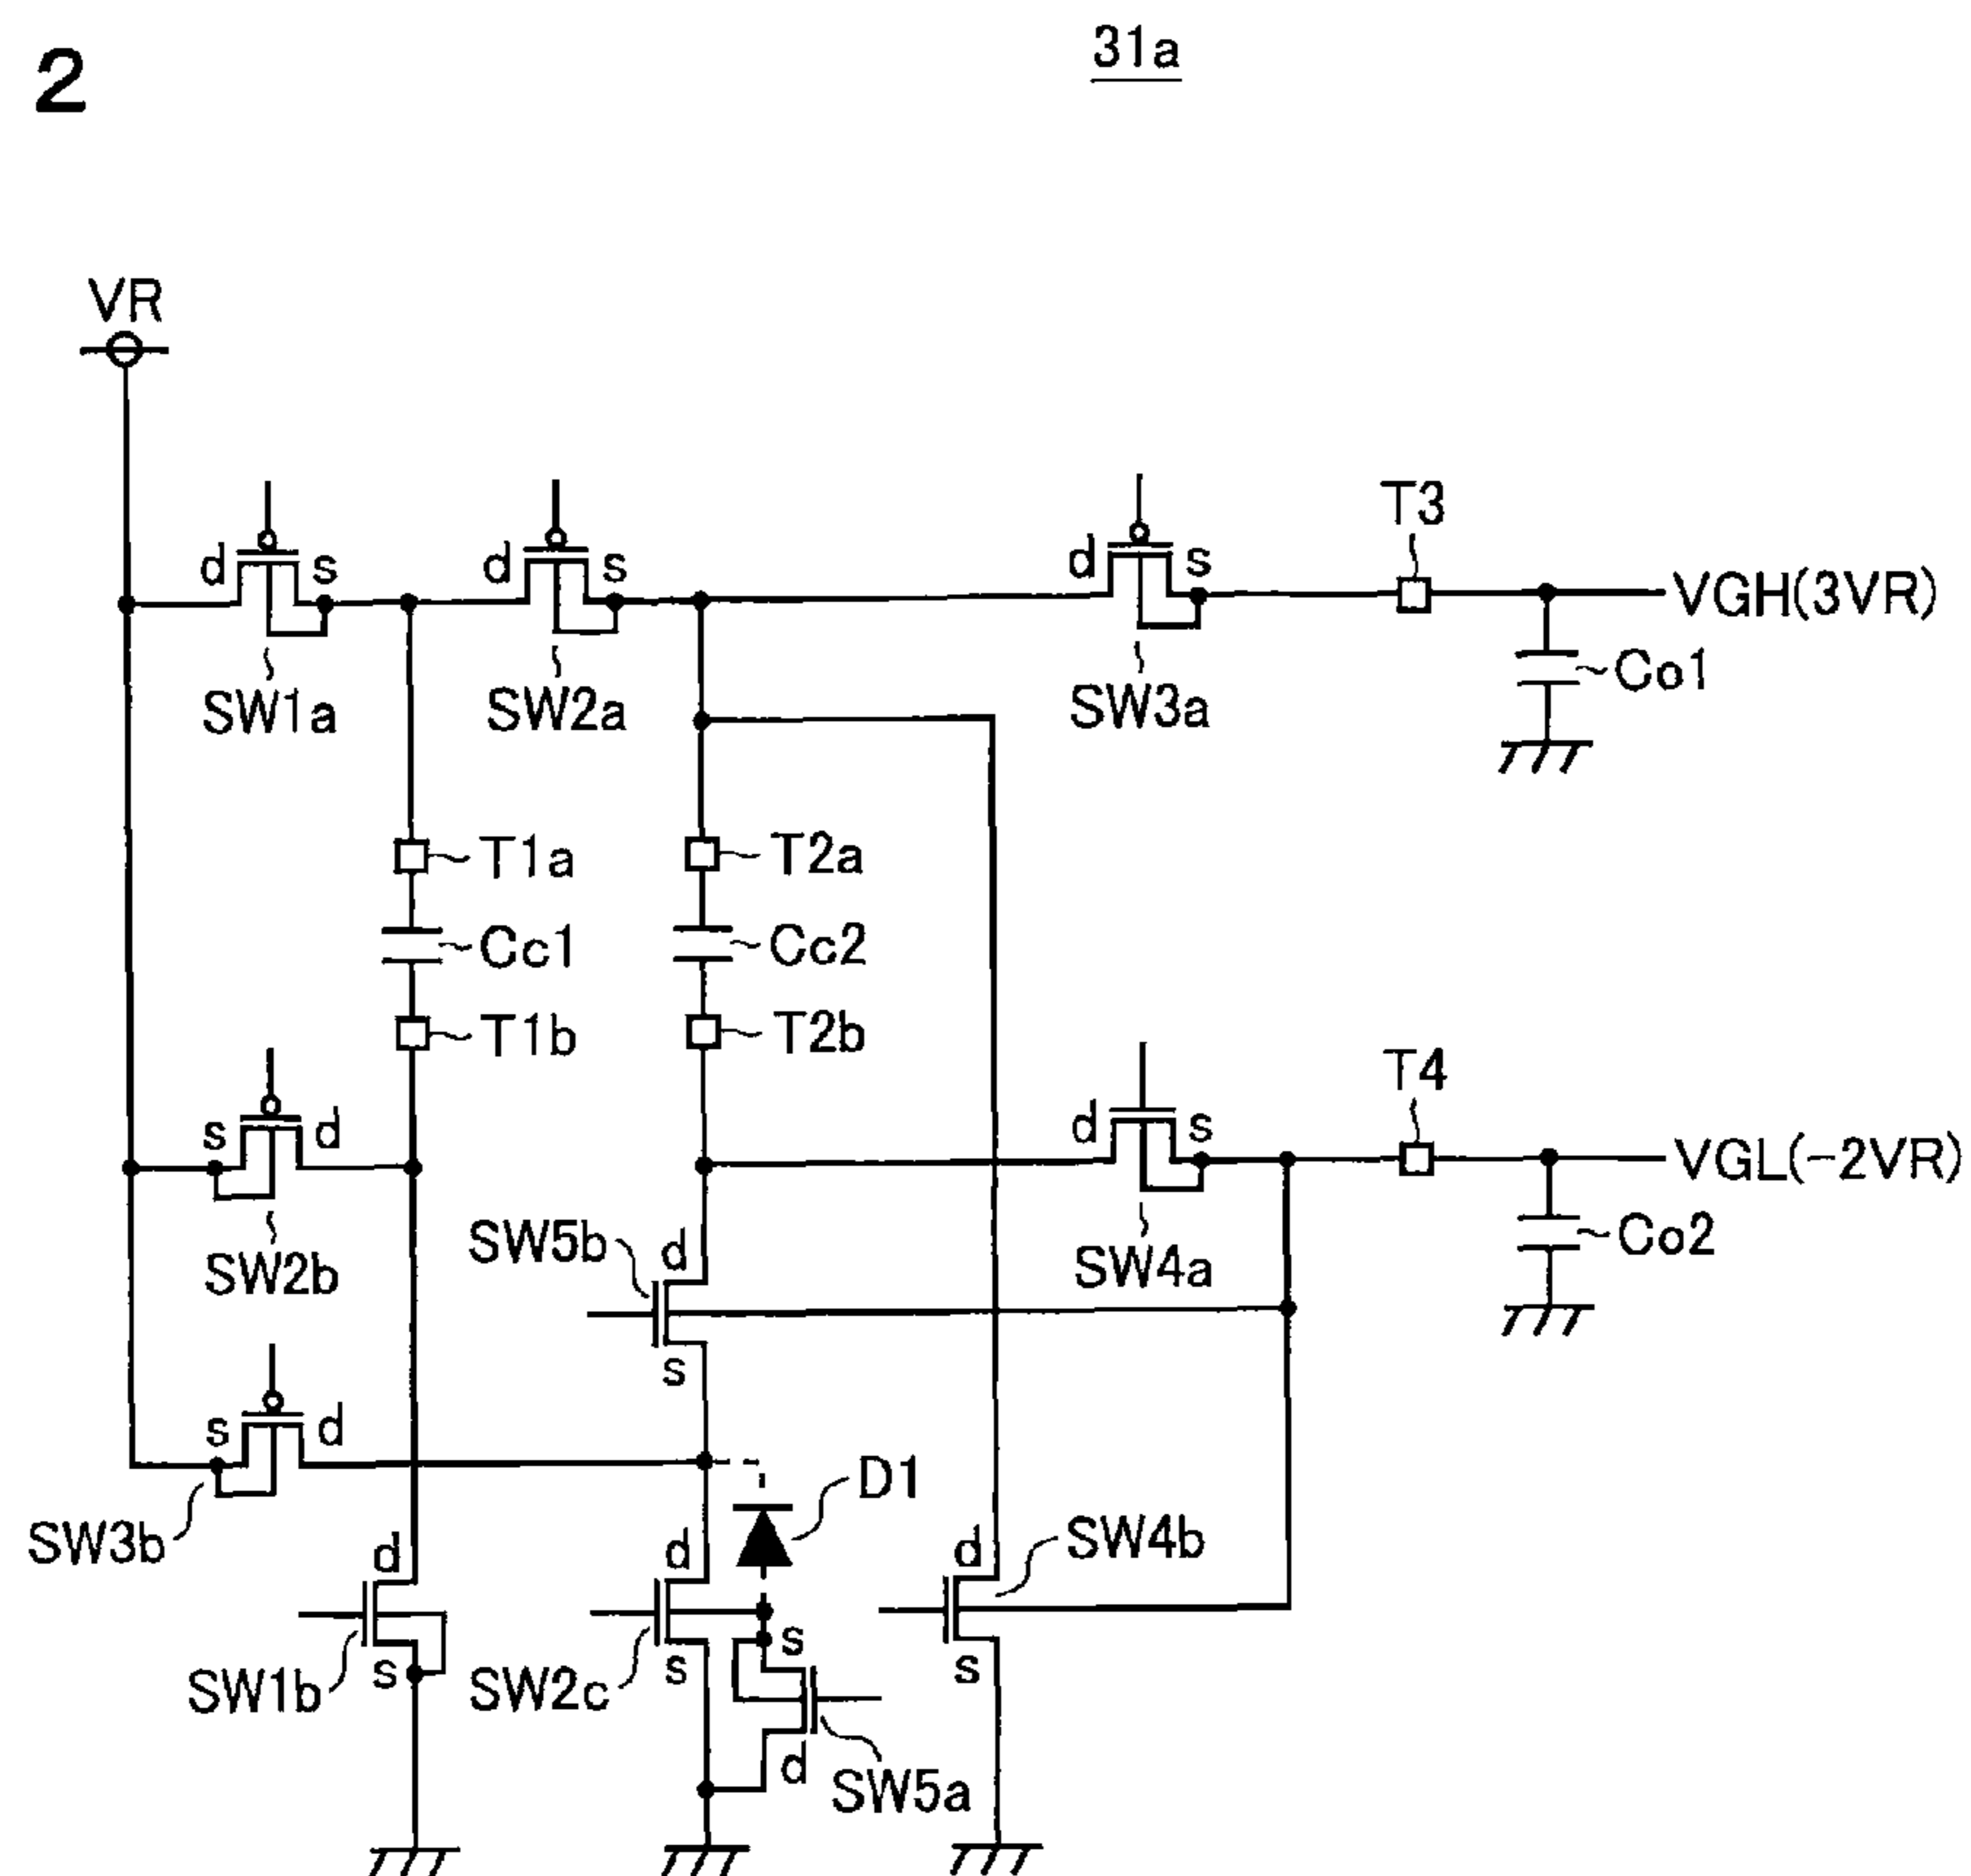 2
31a
VR
T3
d
s
d
s
d
s
VGH(3VR)
Co1
SW1a
SW2a
SW3a
T1a
T2a
Cc1
Cc2
T1b
T2b
T4
s
d
d
s
VGL(-2VR)
SW5b
d
Co2
SW2b
SW4a
s
s
d
D1
SW3b
d
d
d
SW4b
s
s
s
s
SW1b
SW2c
d
SW5a